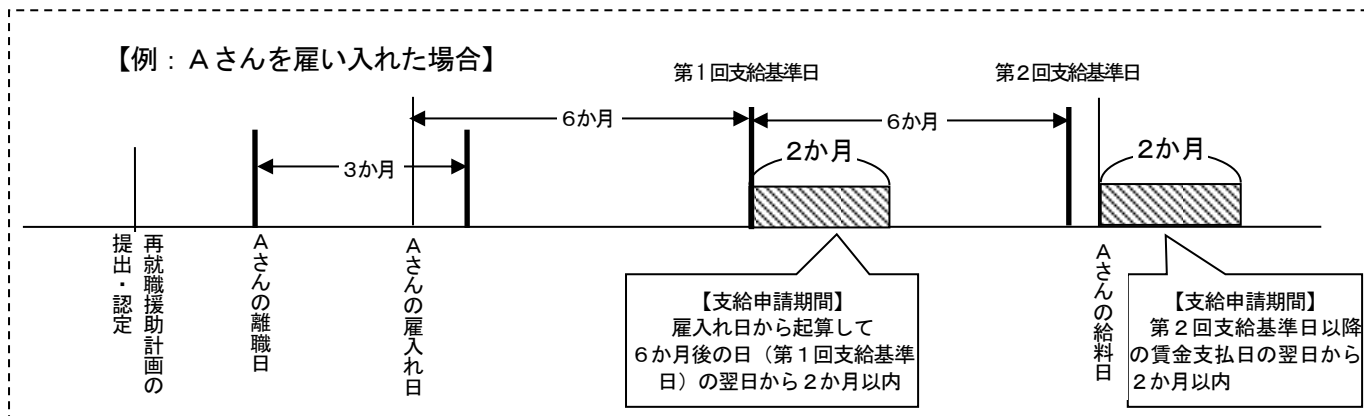 【例：Aさんを雇い入れた場合】
第１回支給基準日
第２回支給基準日
６か月
６か月
３か月
２か月
２か月
再就職援助計画の
提出・認定
Aさんの離職日
Aさんの雇入れ日
Aさんの給料日
【支給申請期間】
雇入れ日から起算して
６か月後の日（第１回支給基準
日）の翌日から２か月以内
【支給申請期間】
第２回支給基準日以降
の賃金支払日の翌日から
２か月以内